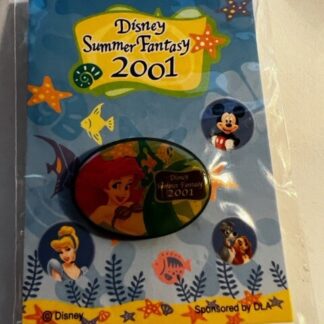 Disney
Summer Fantasy
2001
Disney
Summer Fantasy
2001
© Disney
Sponsored by DLA